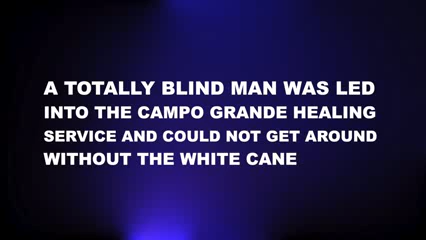 A TOTALLY BLIND MAN WAS LED
INTO THE CAMPO GRANDE HEALING
SERVICE AND COULD NOT GET AROUND
WITHOUT THE WHITE CANE